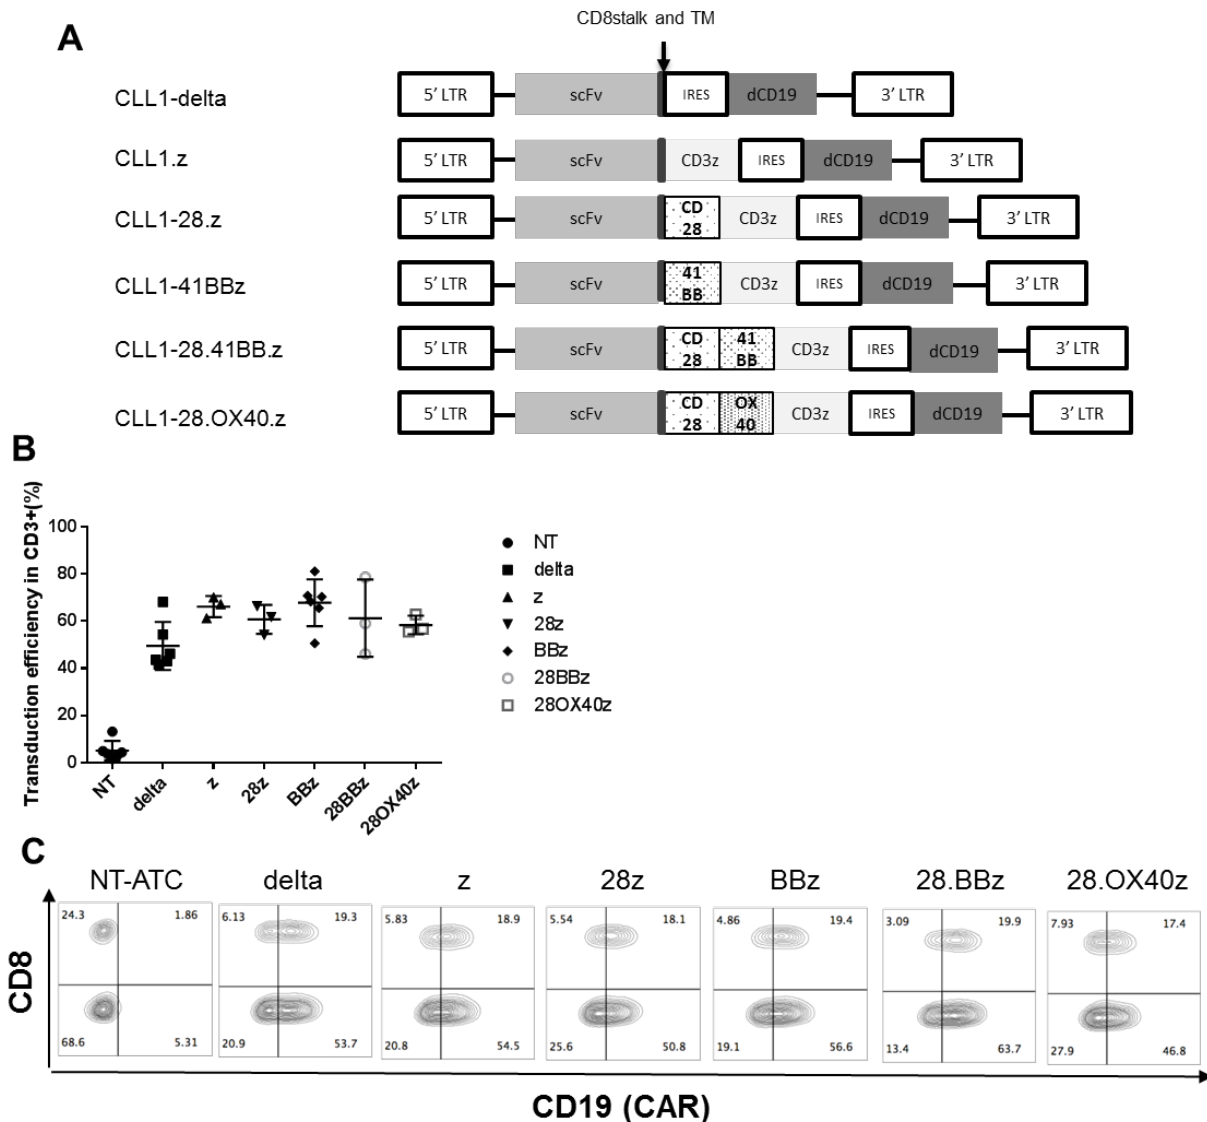 A
CD8stalk and TM
CLL1-delta
5' LTR scFv IRES dCD19 3' LTR
CLL1.z
5' LTR scFv CD3z IRES dCD19 3' LTR
CLL1-28.z
5' LTR scFv CD 28 CD3z IRES dCD19 3' LTR
CLL1-41BBz
5' LTR scFv 41 BB CD3z IRES dCD19 3' LTR
CLL1-28.41BB.z
5' LTR scFv CD 28 41 BB CD3z IRES dCD19 3' LTR
CLL1-28.OX40.z
5' LTR scFv CD 28 OX 40 CD3z IRES dCD19 3' LTR
B
Transduction efficiency in CD3+(%)
100
80
60
40
20
0
NT delta z 28z BBz 28BBz 28OX40z
NT
delta
z
28z
BBz
28BBz
28OX40z
C
NT-ATC delta z 28z BBz 28.BBz 28.OX40z
24.3 1.86 6.13 19.3 5.83 18.9 5.54 18.1 4.86 19.4 3.09 19.9 7.93 17.4
68.6 5.31 20.9 53.7 20.8 54.5 25.6 50.8 19.1 56.6 13.4 63.7 27.9 46.8
CD8
CD19 (CAR)